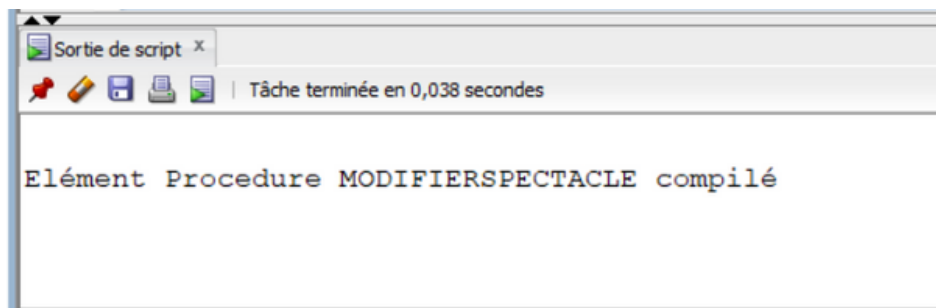 Sortie de script x
Tâche terminée en 0,038 secondes
Elément Procedure MODIFIERSPECTACLE compilé